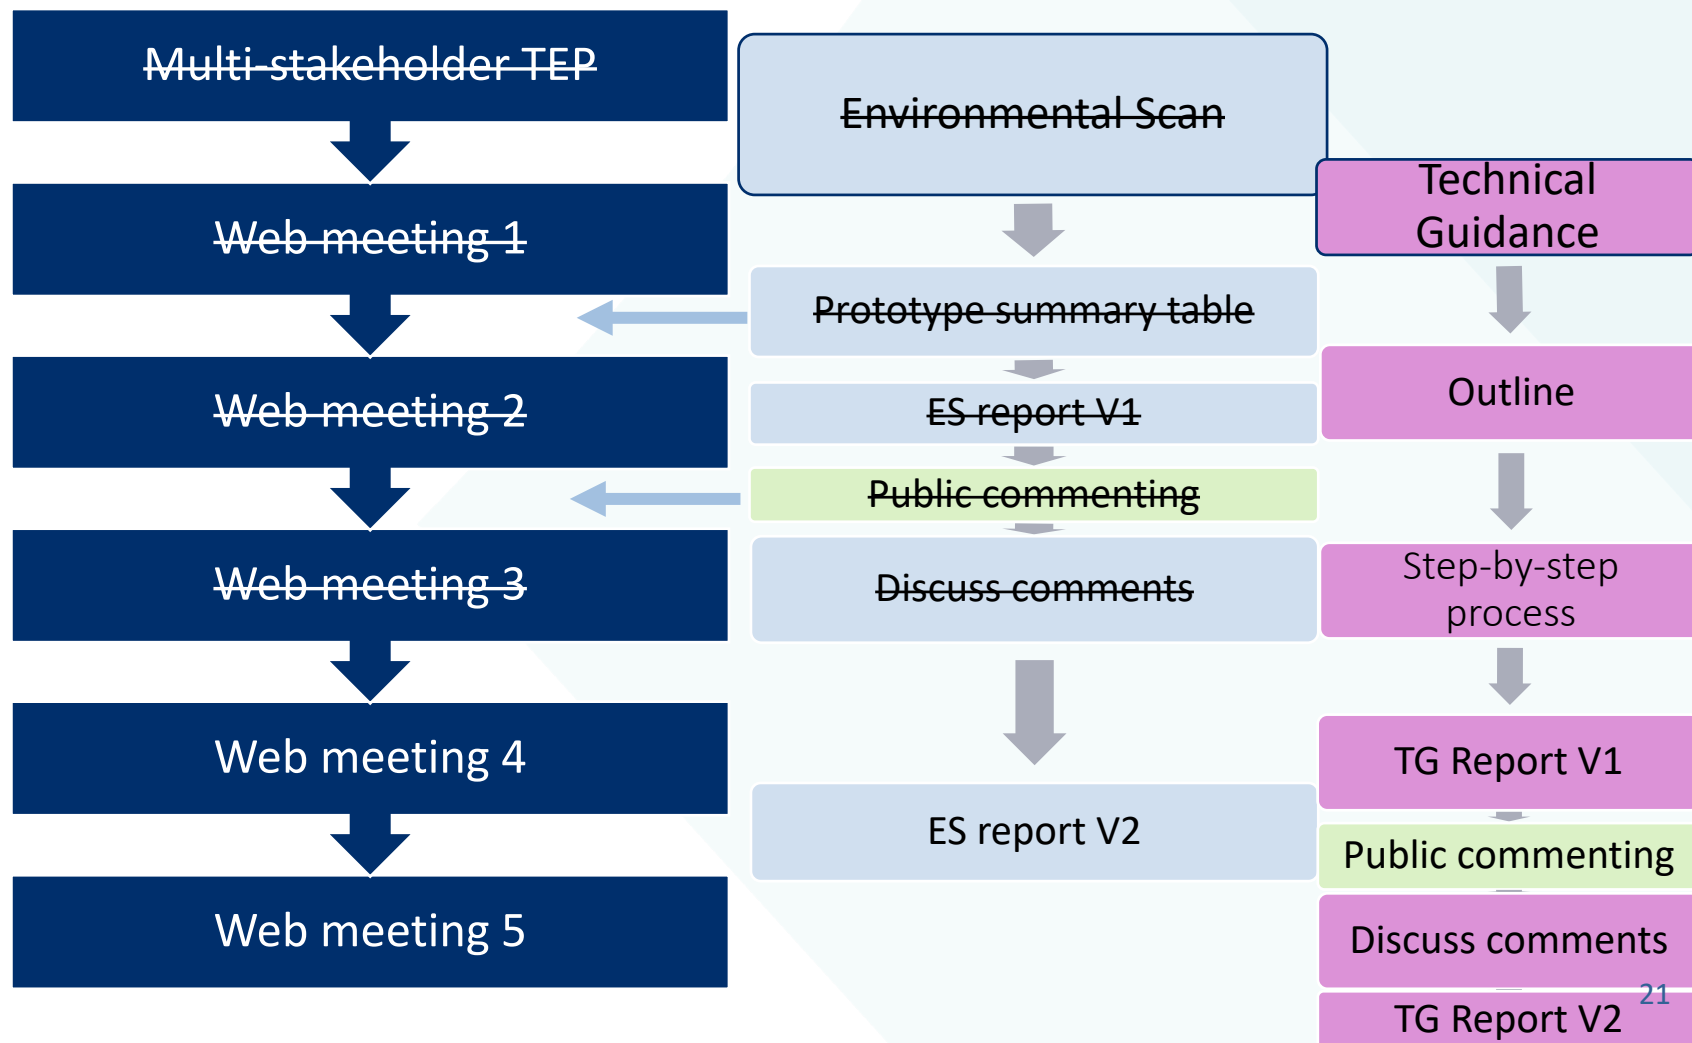 Multi-stakeholder TEP
Web meeting 1
Web meeting 2
Web meeting 3
Web meeting 4
Web meeting 5
Environmental Scan
Prototype summary table
ES report V1
Public commenting
Discuss comments
ES report V2
Technical
Guidance
Outline
Step-by-step
process
TG Report V1
Public commenting
Discuss comments
TG Report V2
21